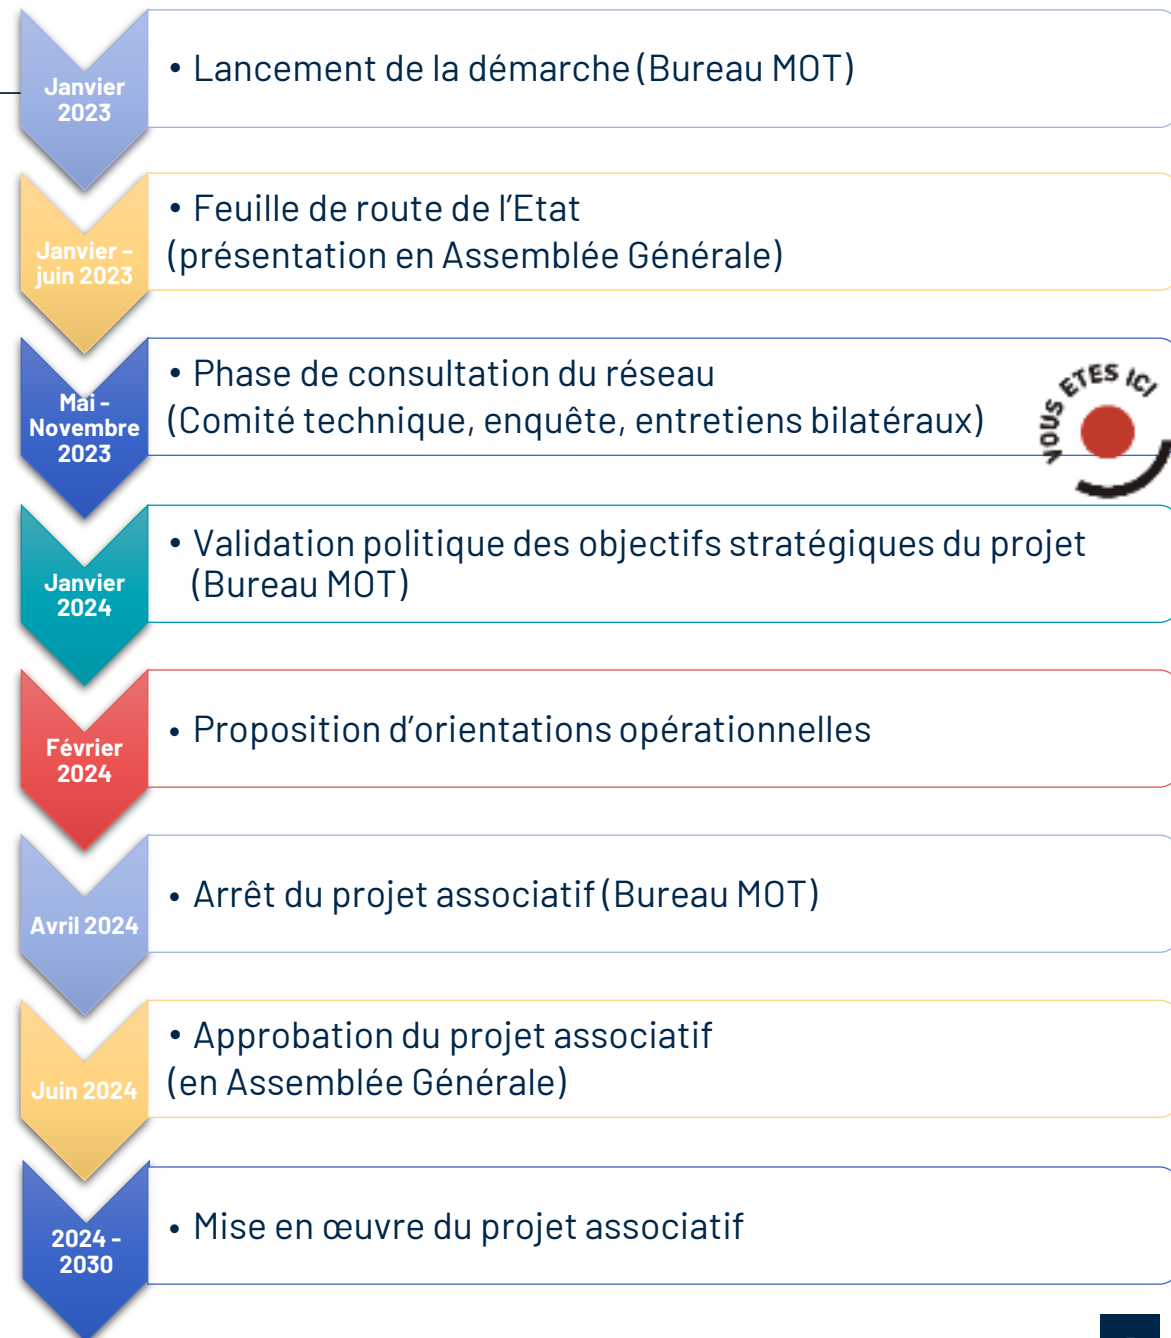 Janvier
2023
• Lancement de la démarche (Bureau MOT)
Janvier –
juin 2023
• Feuille de route de l’Etat
(présentation en Assemblée Générale)
Mai -
Novembre
2023
• Phase de consultation du réseau
(Comité technique, enquête, entretiens bilatéraux)
VOUS ETES ICI
Janvier
2024
• Validation politique des objectifs stratégiques du projet
(Bureau MOT)
Février
2024
• Proposition d’orientations opérationnelles
Avril 2024
• Arrêt du projet associatif (Bureau MOT)
Juin 2024
• Approbation du projet associatif
(en Assemblée Générale)
2024 -
2030
• Mise en œuvre du projet associatif